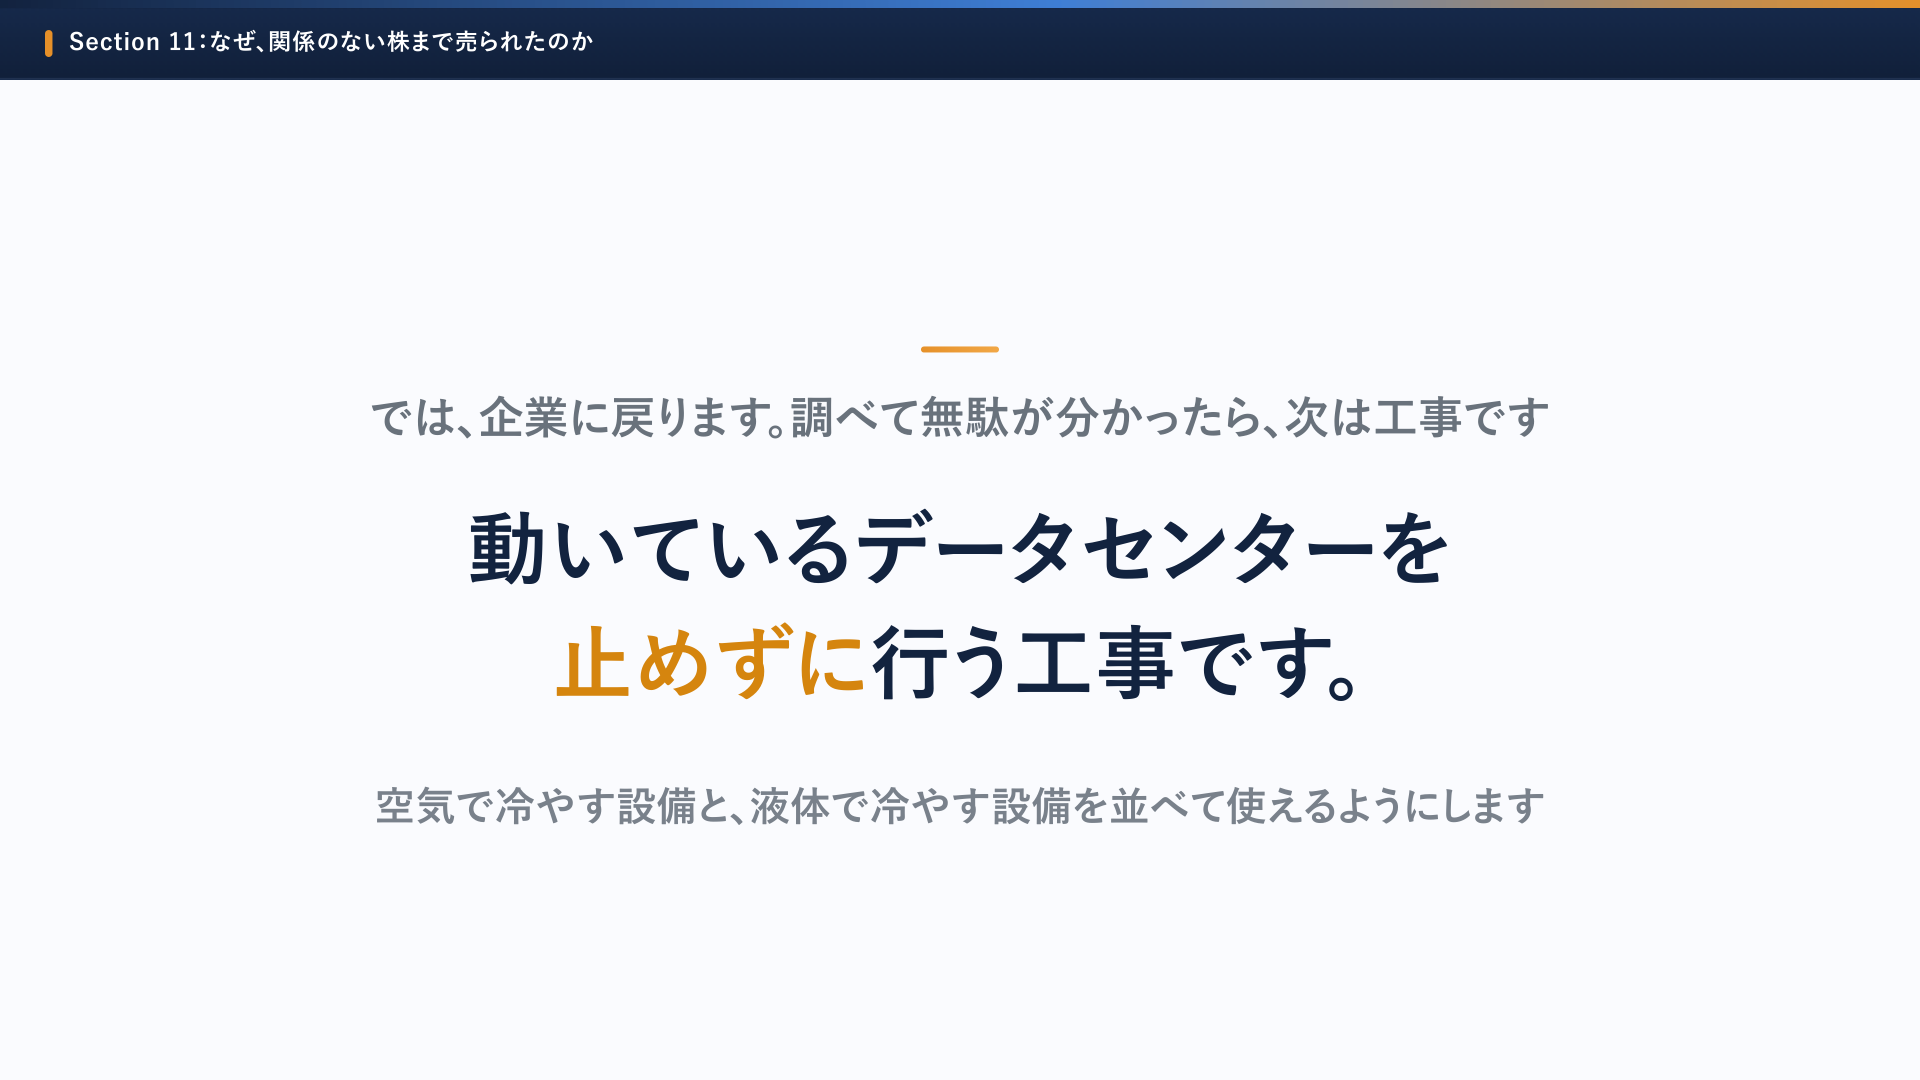 Section 11：なぜ、関係のない株まで売られたのか
では、企業に戻ります。調べて無駄が分かったら、次は工事です
動いているデータセンターを
止めずに行う工事です。
空気で冷やす設備と、液体で冷やす設備を並べて使えるようにします